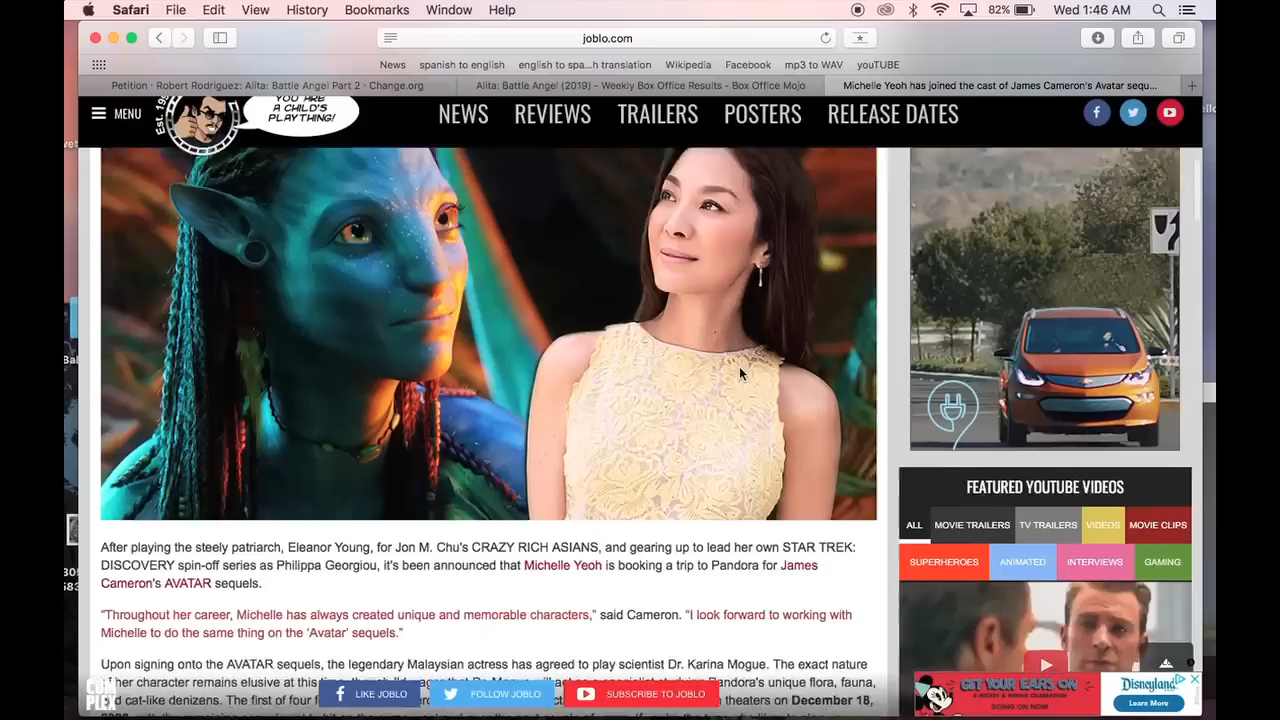 Safari File Edit View History Bookmarks Window Help 82% Wed 1:46 AM
joblo.com
News spanish to english english to spa...h translation Wikipedia Facebook mp3 to WAV youTUBE
Petition · Robert Rodriguez: Alita: Battle Angel Part 2 · Change.org Alita: Battle Angel (2019) - Weekly Box Office Results - Box Office Mojo Michelle Yeoh has joined the cast of James Cameron's Avatar sequ...
MENU
YOU ARE
A CHILD'S
PLAYTHING!
NEWS REVIEWS TRAILERS POSTERS RELEASE DATES
After playing the steely patriarch, Eleanor Young, for Jon M. Chu's CRAZY RICH ASIANS, and gearing up to lead her own STAR TREK:
DISCOVERY spin-off series as Philippa Georgiou, it's been announced that Michelle Yeoh is booking a trip to Pandora for James
Cameron's AVATAR sequels.
"Throughout her career, Michelle has always created unique and memorable characters," said Cameron. "I look forward to working with
Michelle to do the same thing on the 'Avatar' sequels."
Upon signing onto the AVATAR sequels, the legendary Malaysian actress has agreed to play scientist Dr. Karina Mogue. The exact nature
her character remains elusive
Pandora's unique flora, fauna,
cat-like denizens. The first
theaters on December 18,
LIKE JOBLO FOLLOW JOBLO SUBSCRIBE TO JOBLO
COMPLEX
FEATURED YOUTUBE VIDEOS
ALL MOVIE TRAILERS TV TRAILERS VIDEOS MOVIE CLIPS
SUPERHEROES ANIMATED INTERVIEWS GAMING
GET YOUR EARS ON
A MICKEY & MINNIE CELEBRATION
GOING ON NOW
Disneyland
Learn More